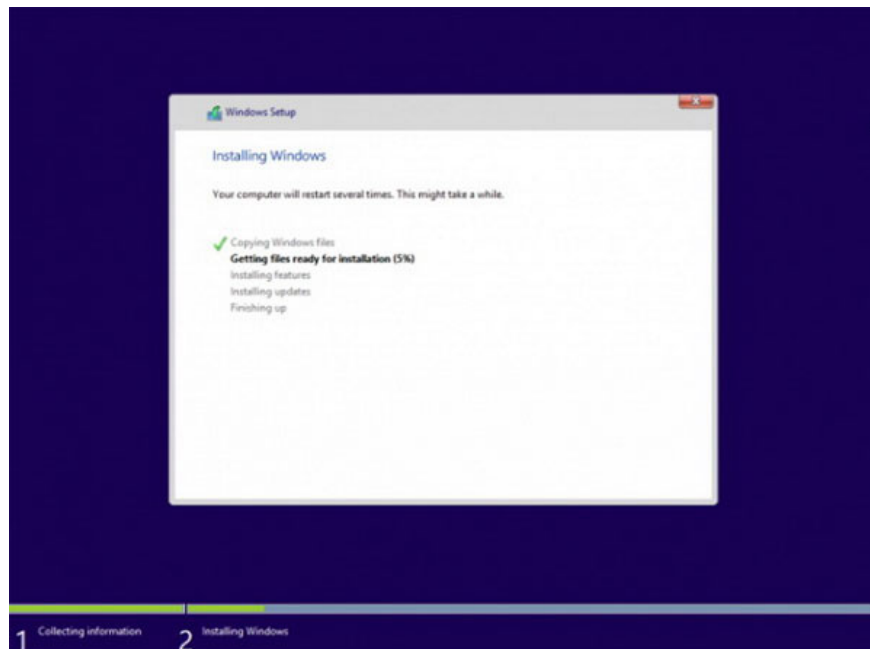 Windows Setup
Installing Windows
Your computer will restart several times. This might take a while.
Copying Windows files
Getting files ready for installation (5%)
Installing features
Installing updates
Finishing up
1 Collecting information 2 Installing Windows